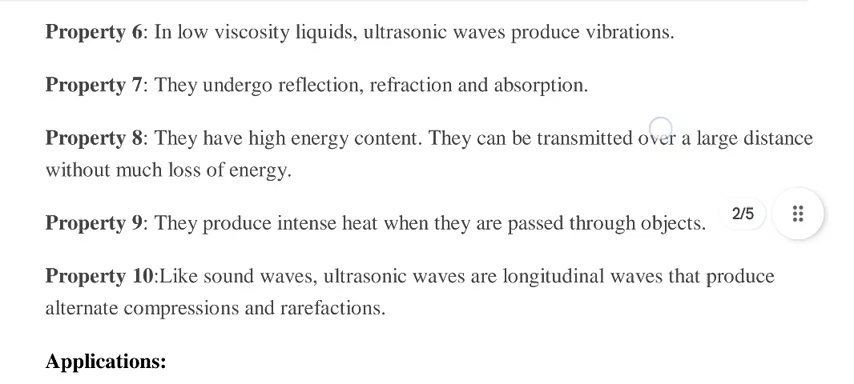 Property 6: In low viscosity liquids, ultrasonic waves produce vibrations.
Property 7: They undergo reflection, refraction and absorption.
Property 8: They have high energy content. They can be transmitted over a large distance
without much loss of energy.
2/5
Property 9: They produce intense heat when they are passed through objects.
Property 10:Like sound waves, ultrasonic waves are longitudinal waves that produce
alternate compressions and rarefactions.
Applications: